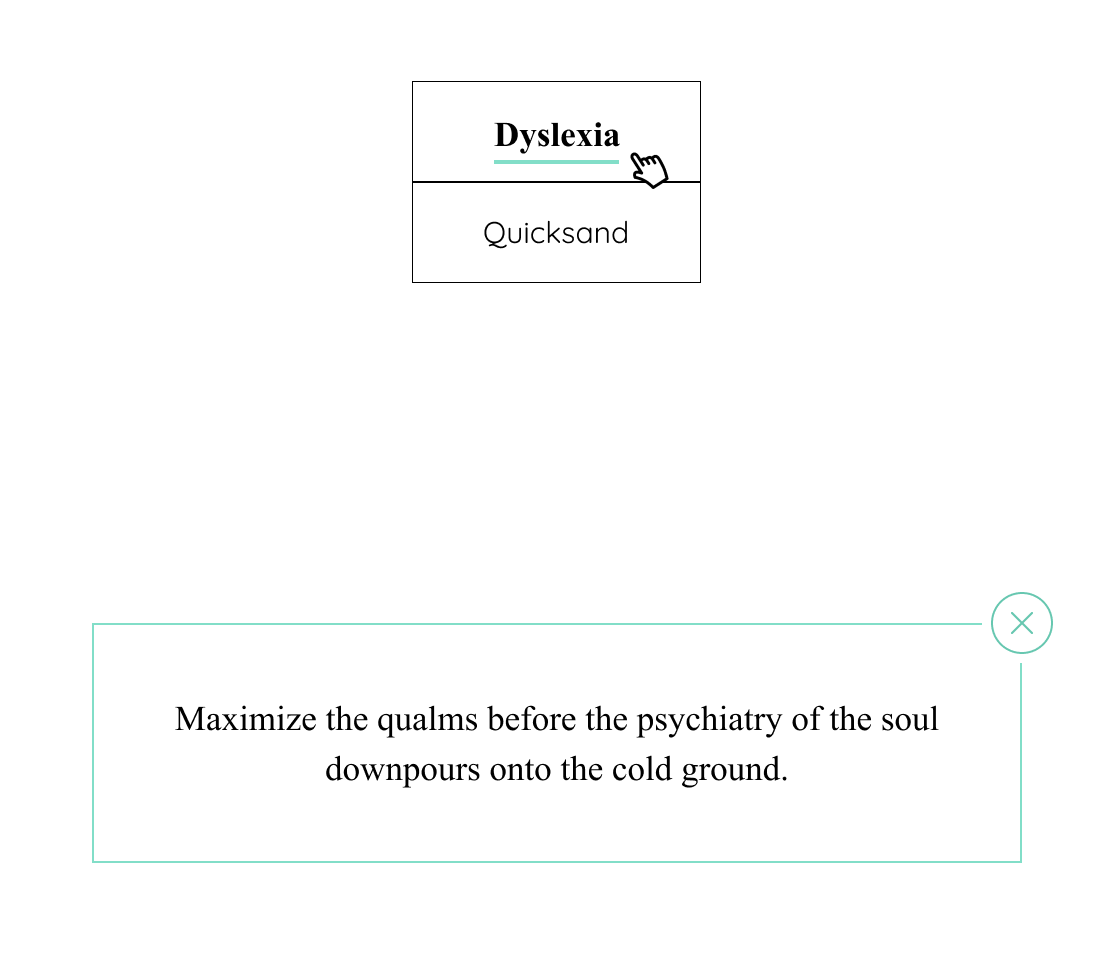 Dyslexia
Quicksand
Maximize the qualms before the psychiatry of the soul
downpours onto the cold ground.